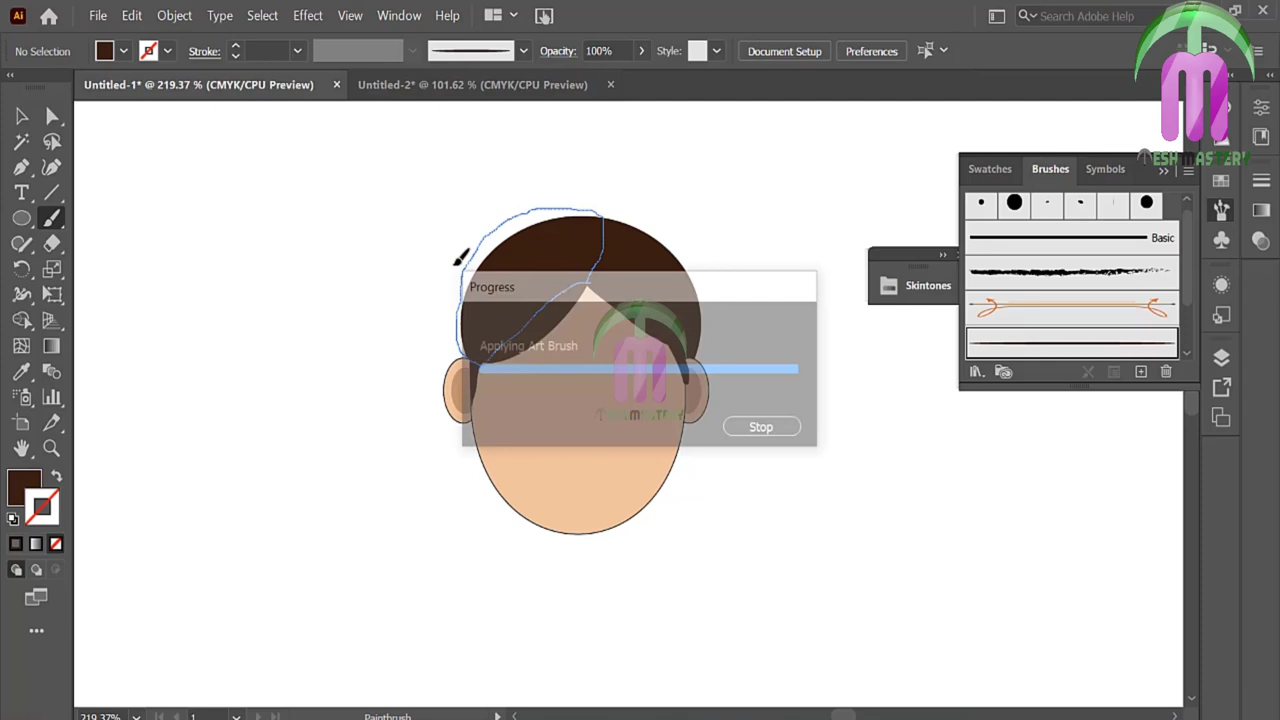 Ai
File Edit Object Type Select Effect View Window Help
Search Adobe Help
No Selection
Stroke:
Opacity: 100%
Style:
Document Setup
Preferences
Untitled-1* @ 219.37 % (CMYK/CPU Preview) ×
Untitled-2* @ 101.62 % (CMYK/CPU Preview) ×
TESHMASTERY
Swatches Brushes Symbols
Basic
Skintones
Progress
Applying Art Brush
TESHMASTERY
Stop
219.37%
1
Paintbrush